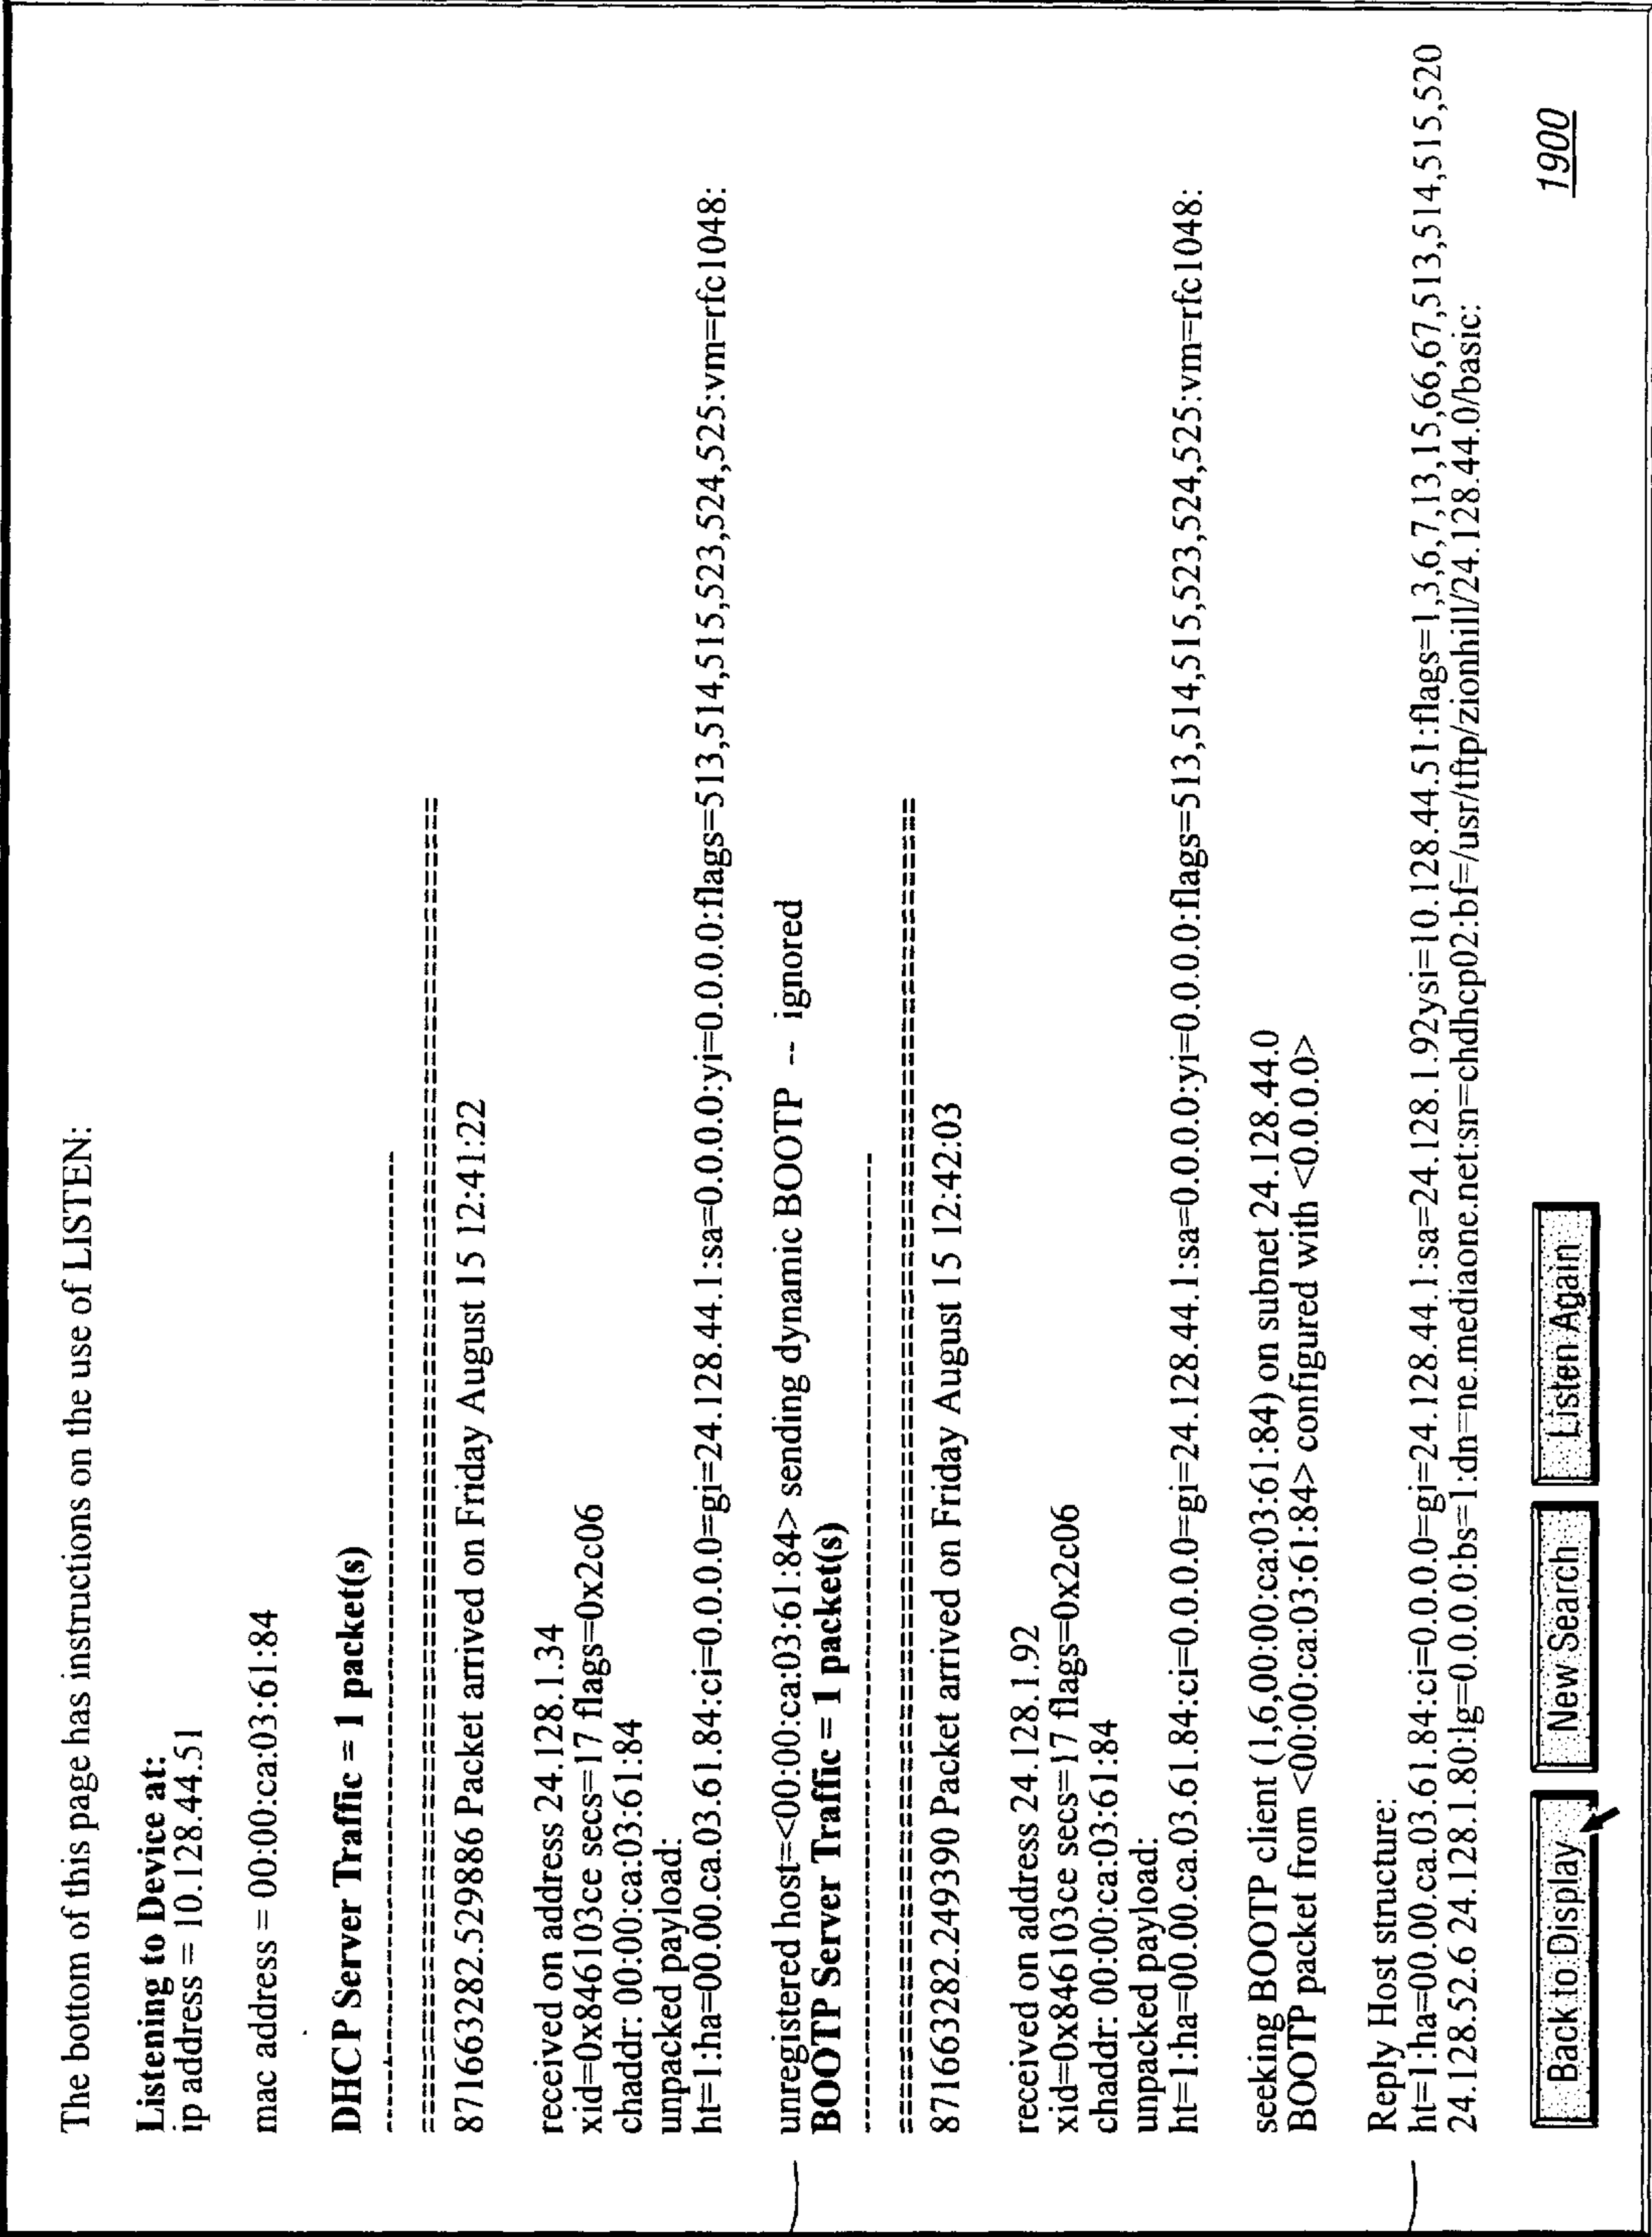 The bottom of this page has instructions on the use of LISTEN:
Listening to Device at:
ip address = 10.128.44.51
mac address = 00:00:ca:03:61:84
DHCP Server Traffic = 1 packet(s)
871663282.529886 Packet arrived on Friday August 15 12:41:22
received on address 24.128.1.34
xid=0x846103ce secs=17 flags=0x2c06
chaddr: 00:00:ca:03:61:84
unpacked payload:
ht=1:ha=00.00.ca.03.61.84:ci=0.0.0.0=gi=24.128.44.1:sa=0.0.0.0:yi=0.0.0.0:flags=513,514,515,523,524,525:vm=rfc1048:
unregistered host=<00:00:ca:03:61:84> sending dynamic BOOTP -- ignored
BOOTP Server Traffic = 1 packet(s)
871663282.249390 Packet arrived on Friday August 15 12:42:03
received on address 24.128.1.92
xid=0x846103ce secs=17 flags=0x2c06
chaddr: 00:00:ca:03:61:84
unpacked payload:
ht=1:ha=00.00.ca.03.61.84:ci=0.0.0.0=gi=24.128.44.1:sa=0.0.0.0:yi=0.0.0.0:flags=513,514,515,523,524,525:vm=rfc1048:
seeking BOOTP client (1,6,00:00:ca:03:61:84) on subnet 24.128.44.0
BOOTP packet from <00:00:ca:03:61:84> configured with <0.0.0.0>
Reply Host structure:
ht=1:ha=00.00.ca.03.61.84:ci=0.0.0.0=gi=24.128.44.1:sa=24.128.1.92ysi=10.128.44.51:flags=1,3,6,7,13,15,66,67,513,514,515,520
24.128.52.6 24.128.1.80:lg=0.0.0.0:bs=1:dn=ne.mediaone.net:sn=chdhcp02:bf=/usr/tftp/zionhill/24.128.44.0/basic:
Back to Display New Search Listen Again
1900